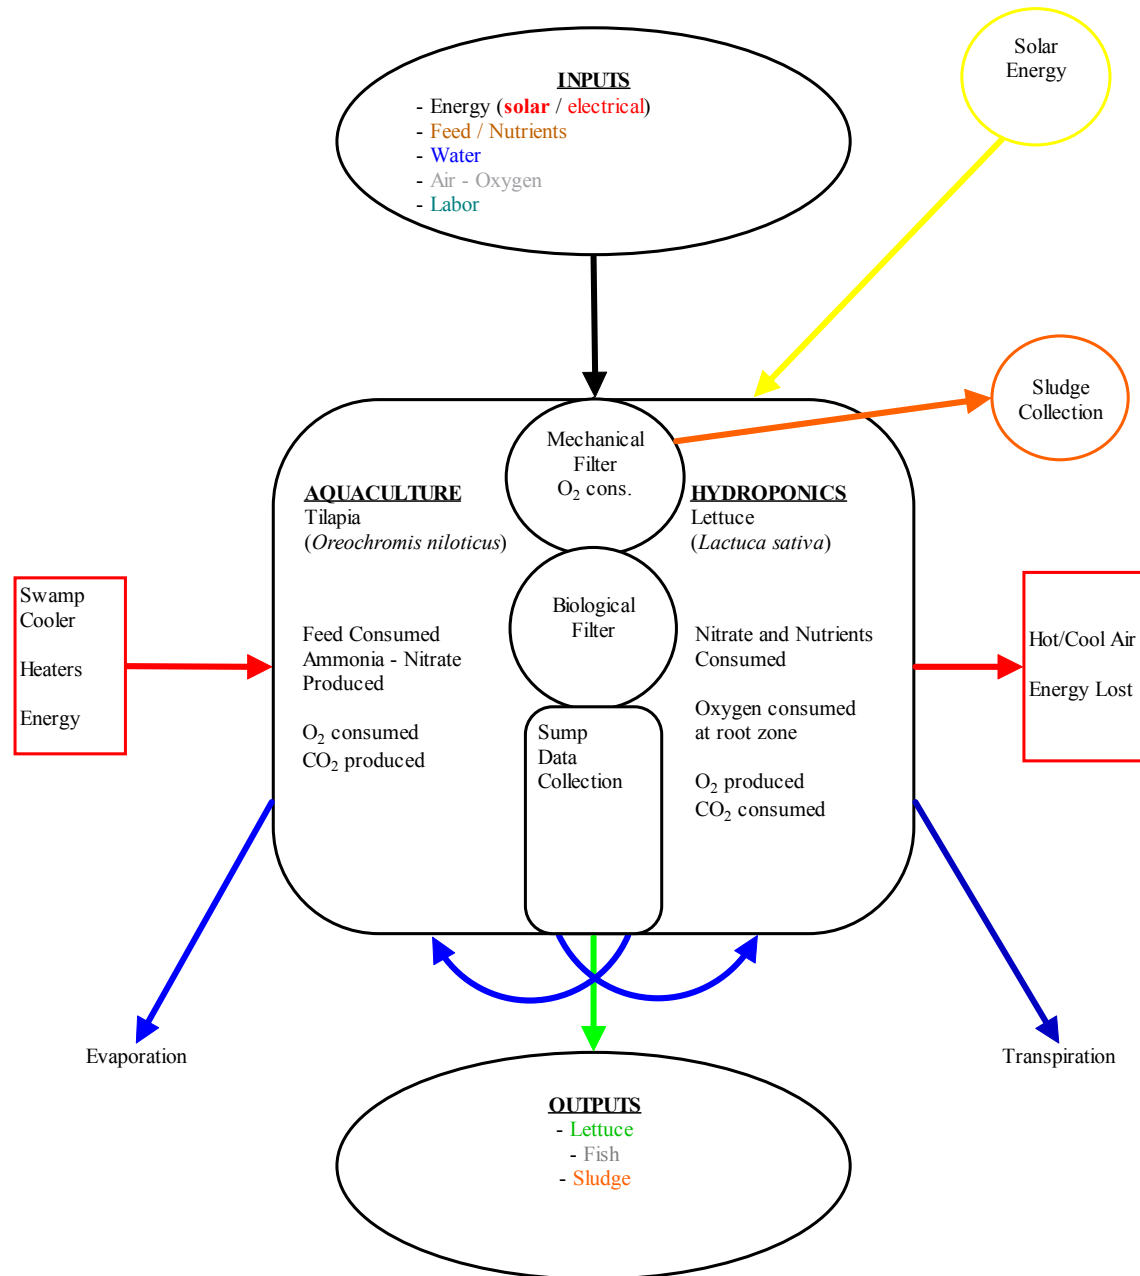 INPUTS
- Energy (solar / electrical)
- Feed / Nutrients
- Water
- Air - Oxygen
- Labor
Solar
Energy
Sludge
Collection
Mechanical
Filter
O₂ cons.
AQUACULTURE
Tilapia
(Oreochromis niloticus)
HYDROPONICS
Lettuce
(Lactuca sativa)
Swamp
Cooler
Heaters
Energy
Biological
Filter
Feed Consumed
Ammonia - Nitrate
Produced
O₂ consumed
CO₂ produced
Nitrate and Nutrients
Consumed
Oxygen consumed
at root zone
O₂ produced
CO₂ consumed
Hot/Cool Air
Energy Lost
Sump
Data
Collection
Evaporation
Transpiration
OUTPUTS
- Lettuce
- Fish
- Sludge